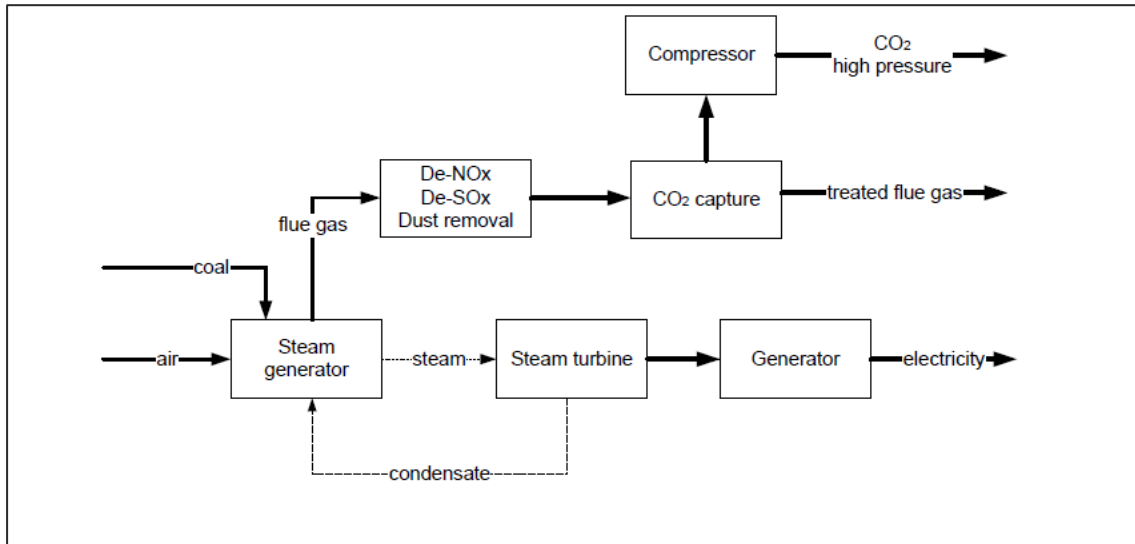 Compressor
CO₂
high pressure
De-NOx
De-SOx
Dust removal
CO₂ capture
treated flue gas
flue gas
coal
air
Steam
generator
steam
Steam turbine
Generator
electricity
condensate